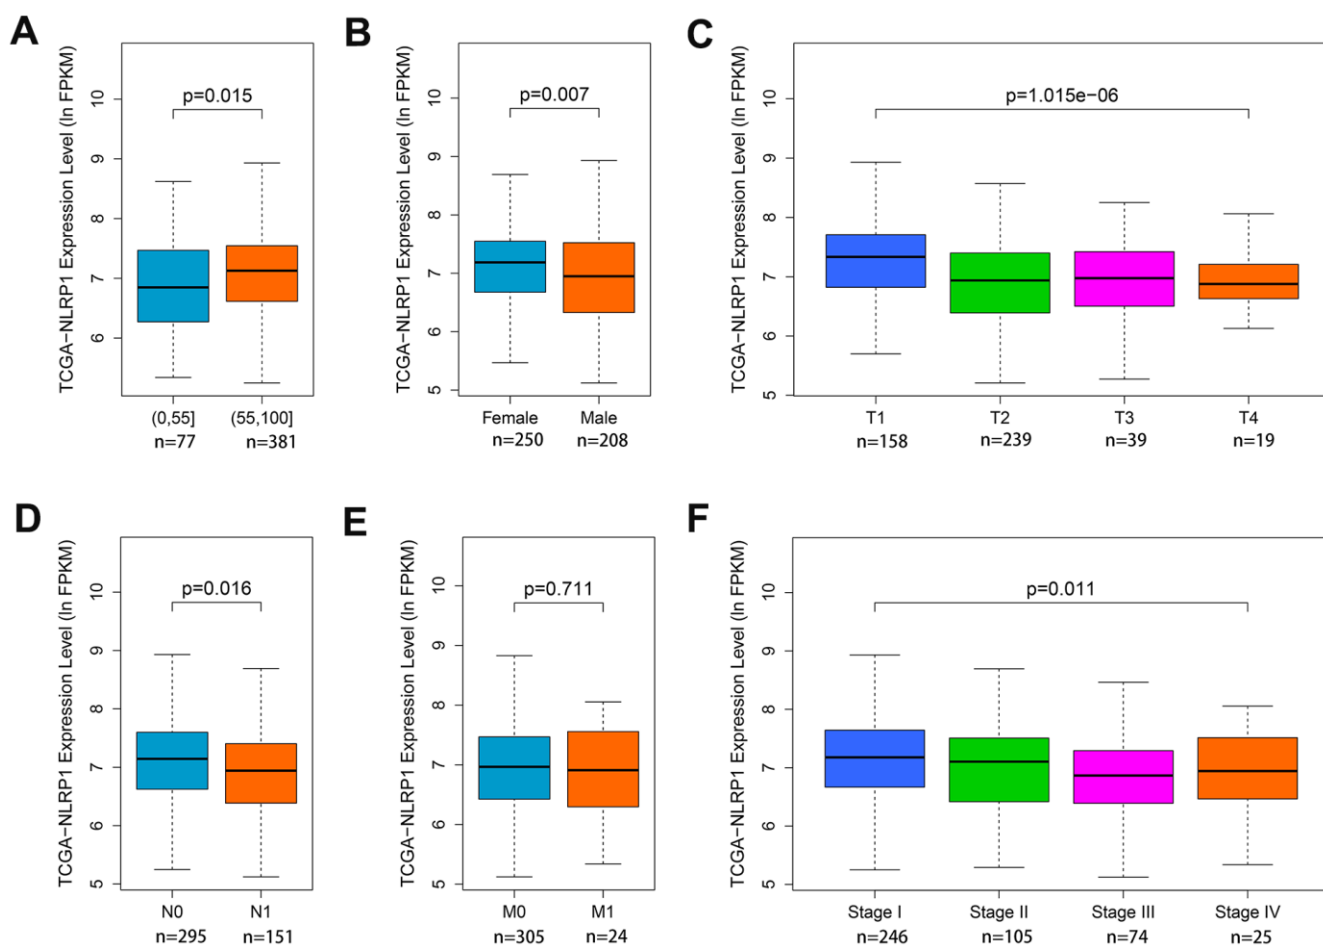 A
TCGA−NLRP1 Expression Level (ln FPKM)
10
9
8
7
6
p=0.015
(0,55]
(55,100]
n=77
n=381
B
TCGA−NLRP1 Expression Level (ln FPKM)
10
9
8
7
6
5
p=0.007
Female
Male
n=250
n=208
C
TCGA−NLRP1 Expression Level (ln FPKM)
10
9
8
7
6
5
p=1.015e−06
T1
T2
T3
T4
n=158
n=239
n=39
n=19
D
TCGA−NLRP1 Expression Level (ln FPKM)
10
9
8
7
6
5
p=0.016
N0
N1
n=295
n=151
E
TCGA−NLRP1 Expression Level (ln FPKM)
10
9
8
7
6
5
p=0.711
M0
M1
n=305
n=24
F
TCGA−NLRP1 Expression Level (ln FPKM)
10
9
8
7
6
5
p=0.011
Stage I
Stage II
Stage III
Stage IV
n=246
n=105
n=74
n=25